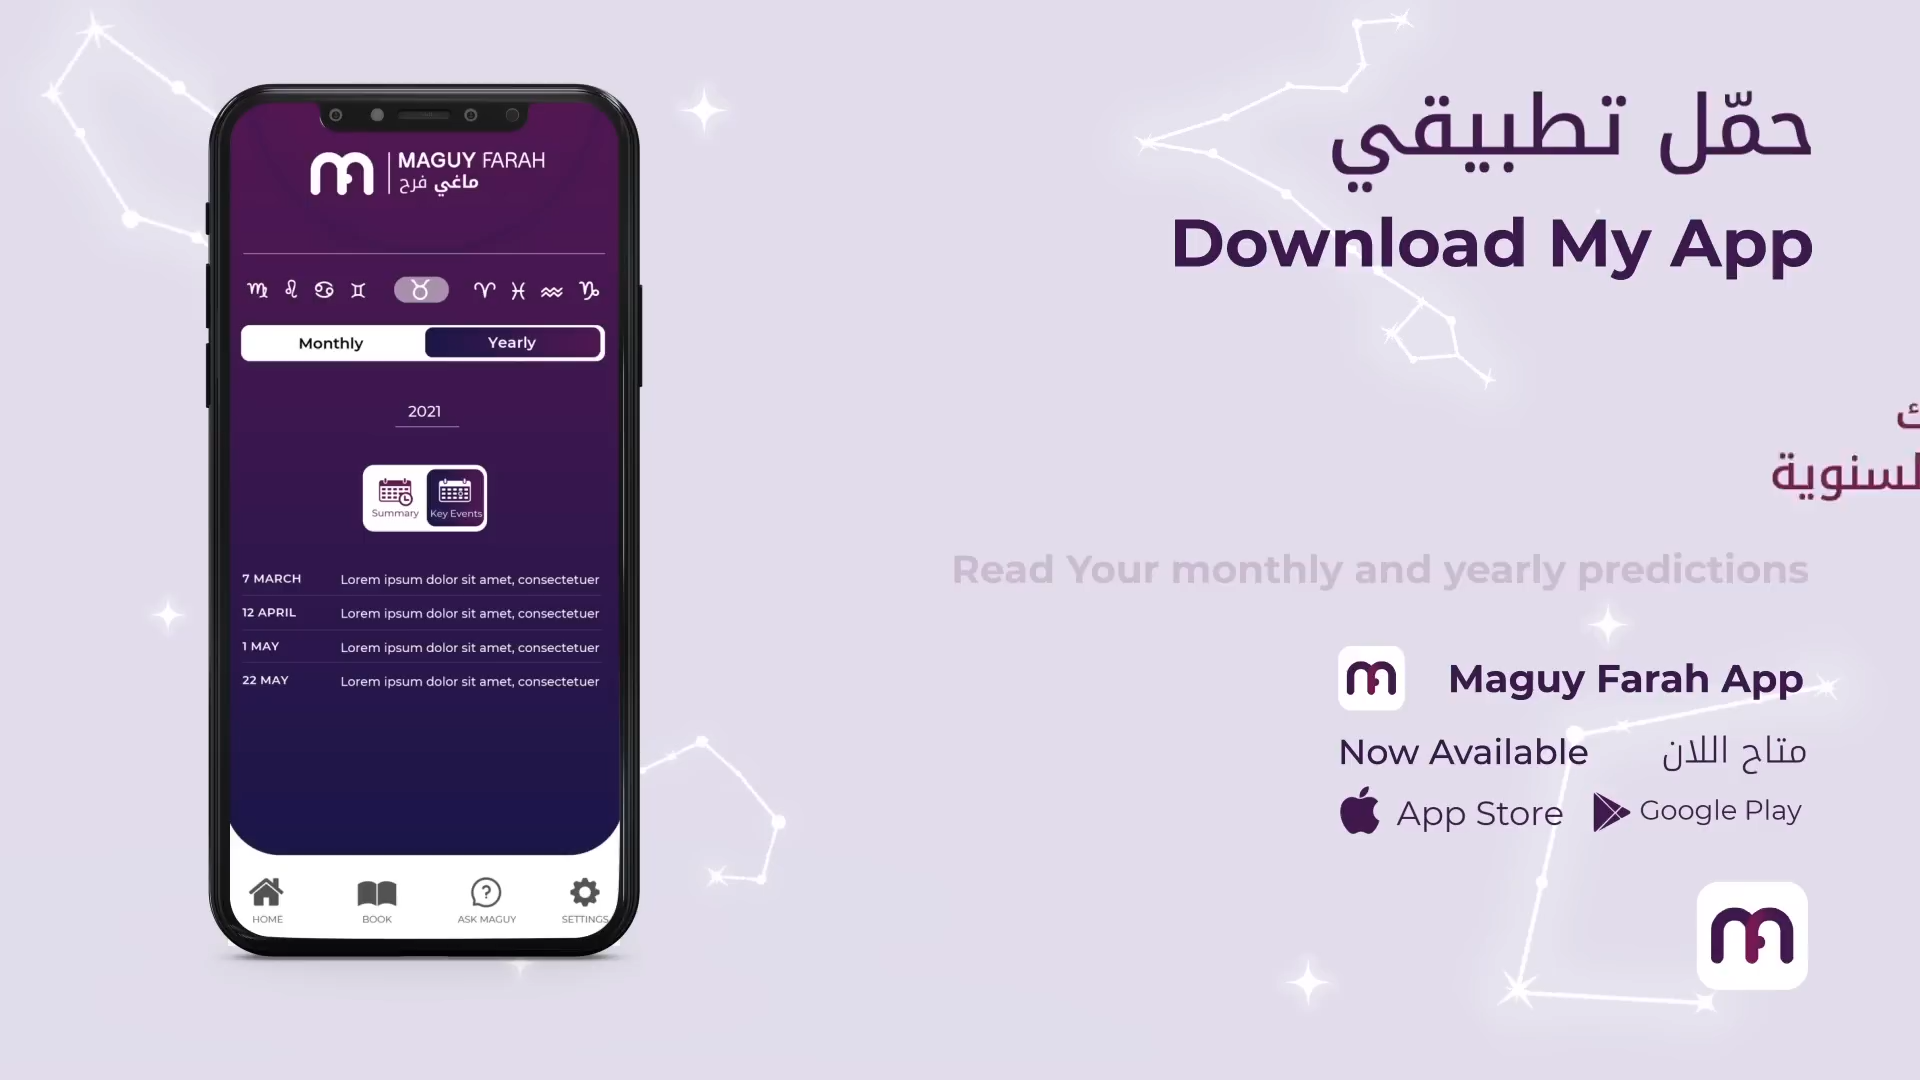 MAGUY FARAH
ماغي فرح
Monthly
Yearly
2021
Summary
Key Events
7 MARCH Lorem ipsum dolor sit amet, consectetuer
12 APRIL Lorem ipsum dolor sit amet, consectetuer
1 MAY Lorem ipsum dolor sit amet, consectetuer
22 MAY Lorem ipsum dolor sit amet, consectetuer
HOME
BOOK
ASK MAGUY
SETTINGS
حمّل تطبيقي
Download My App
Read Your monthly and yearly predictions
Maguy Farah App
Now Available
متاح اللان
App Store
Google Play